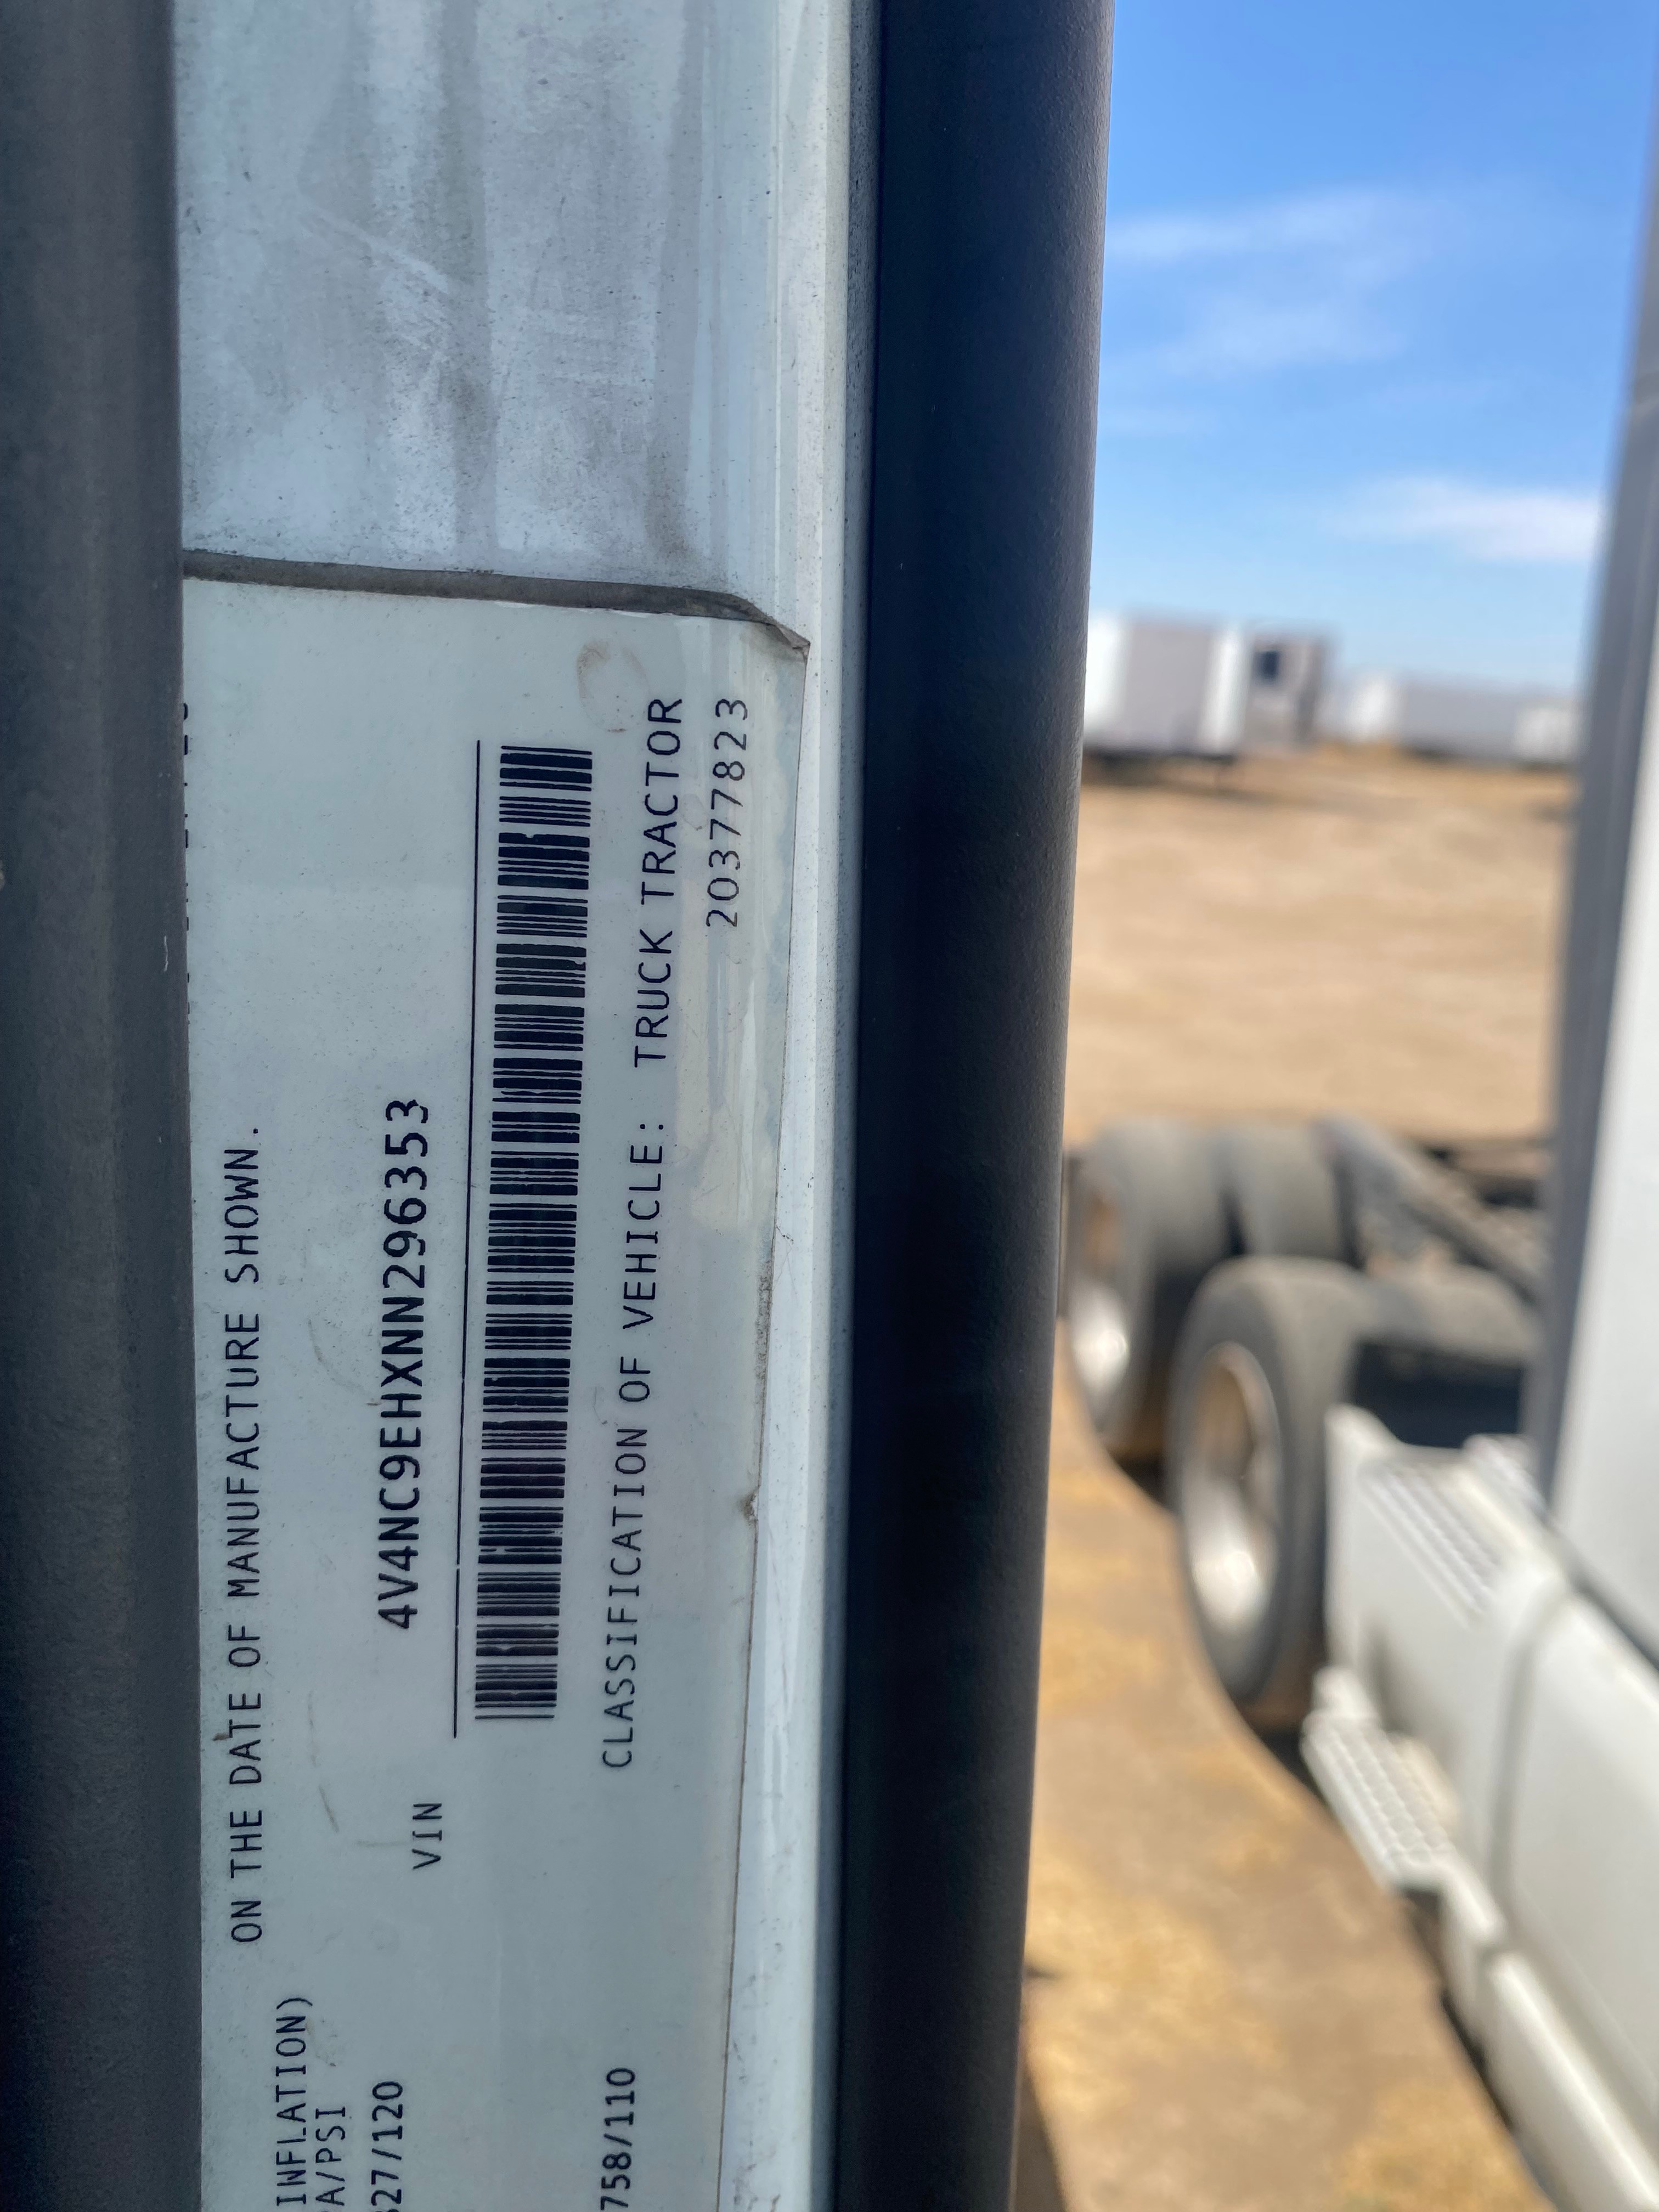 ON THE DATE OF MANUFACTURE SHOWN.
INFLATION)
A/PSI
27/120
4V4NC9EHXNN296353
VIN
758/110
CLASSIFICATION OF VEHICLE: TRUCK TRACTOR
20377823